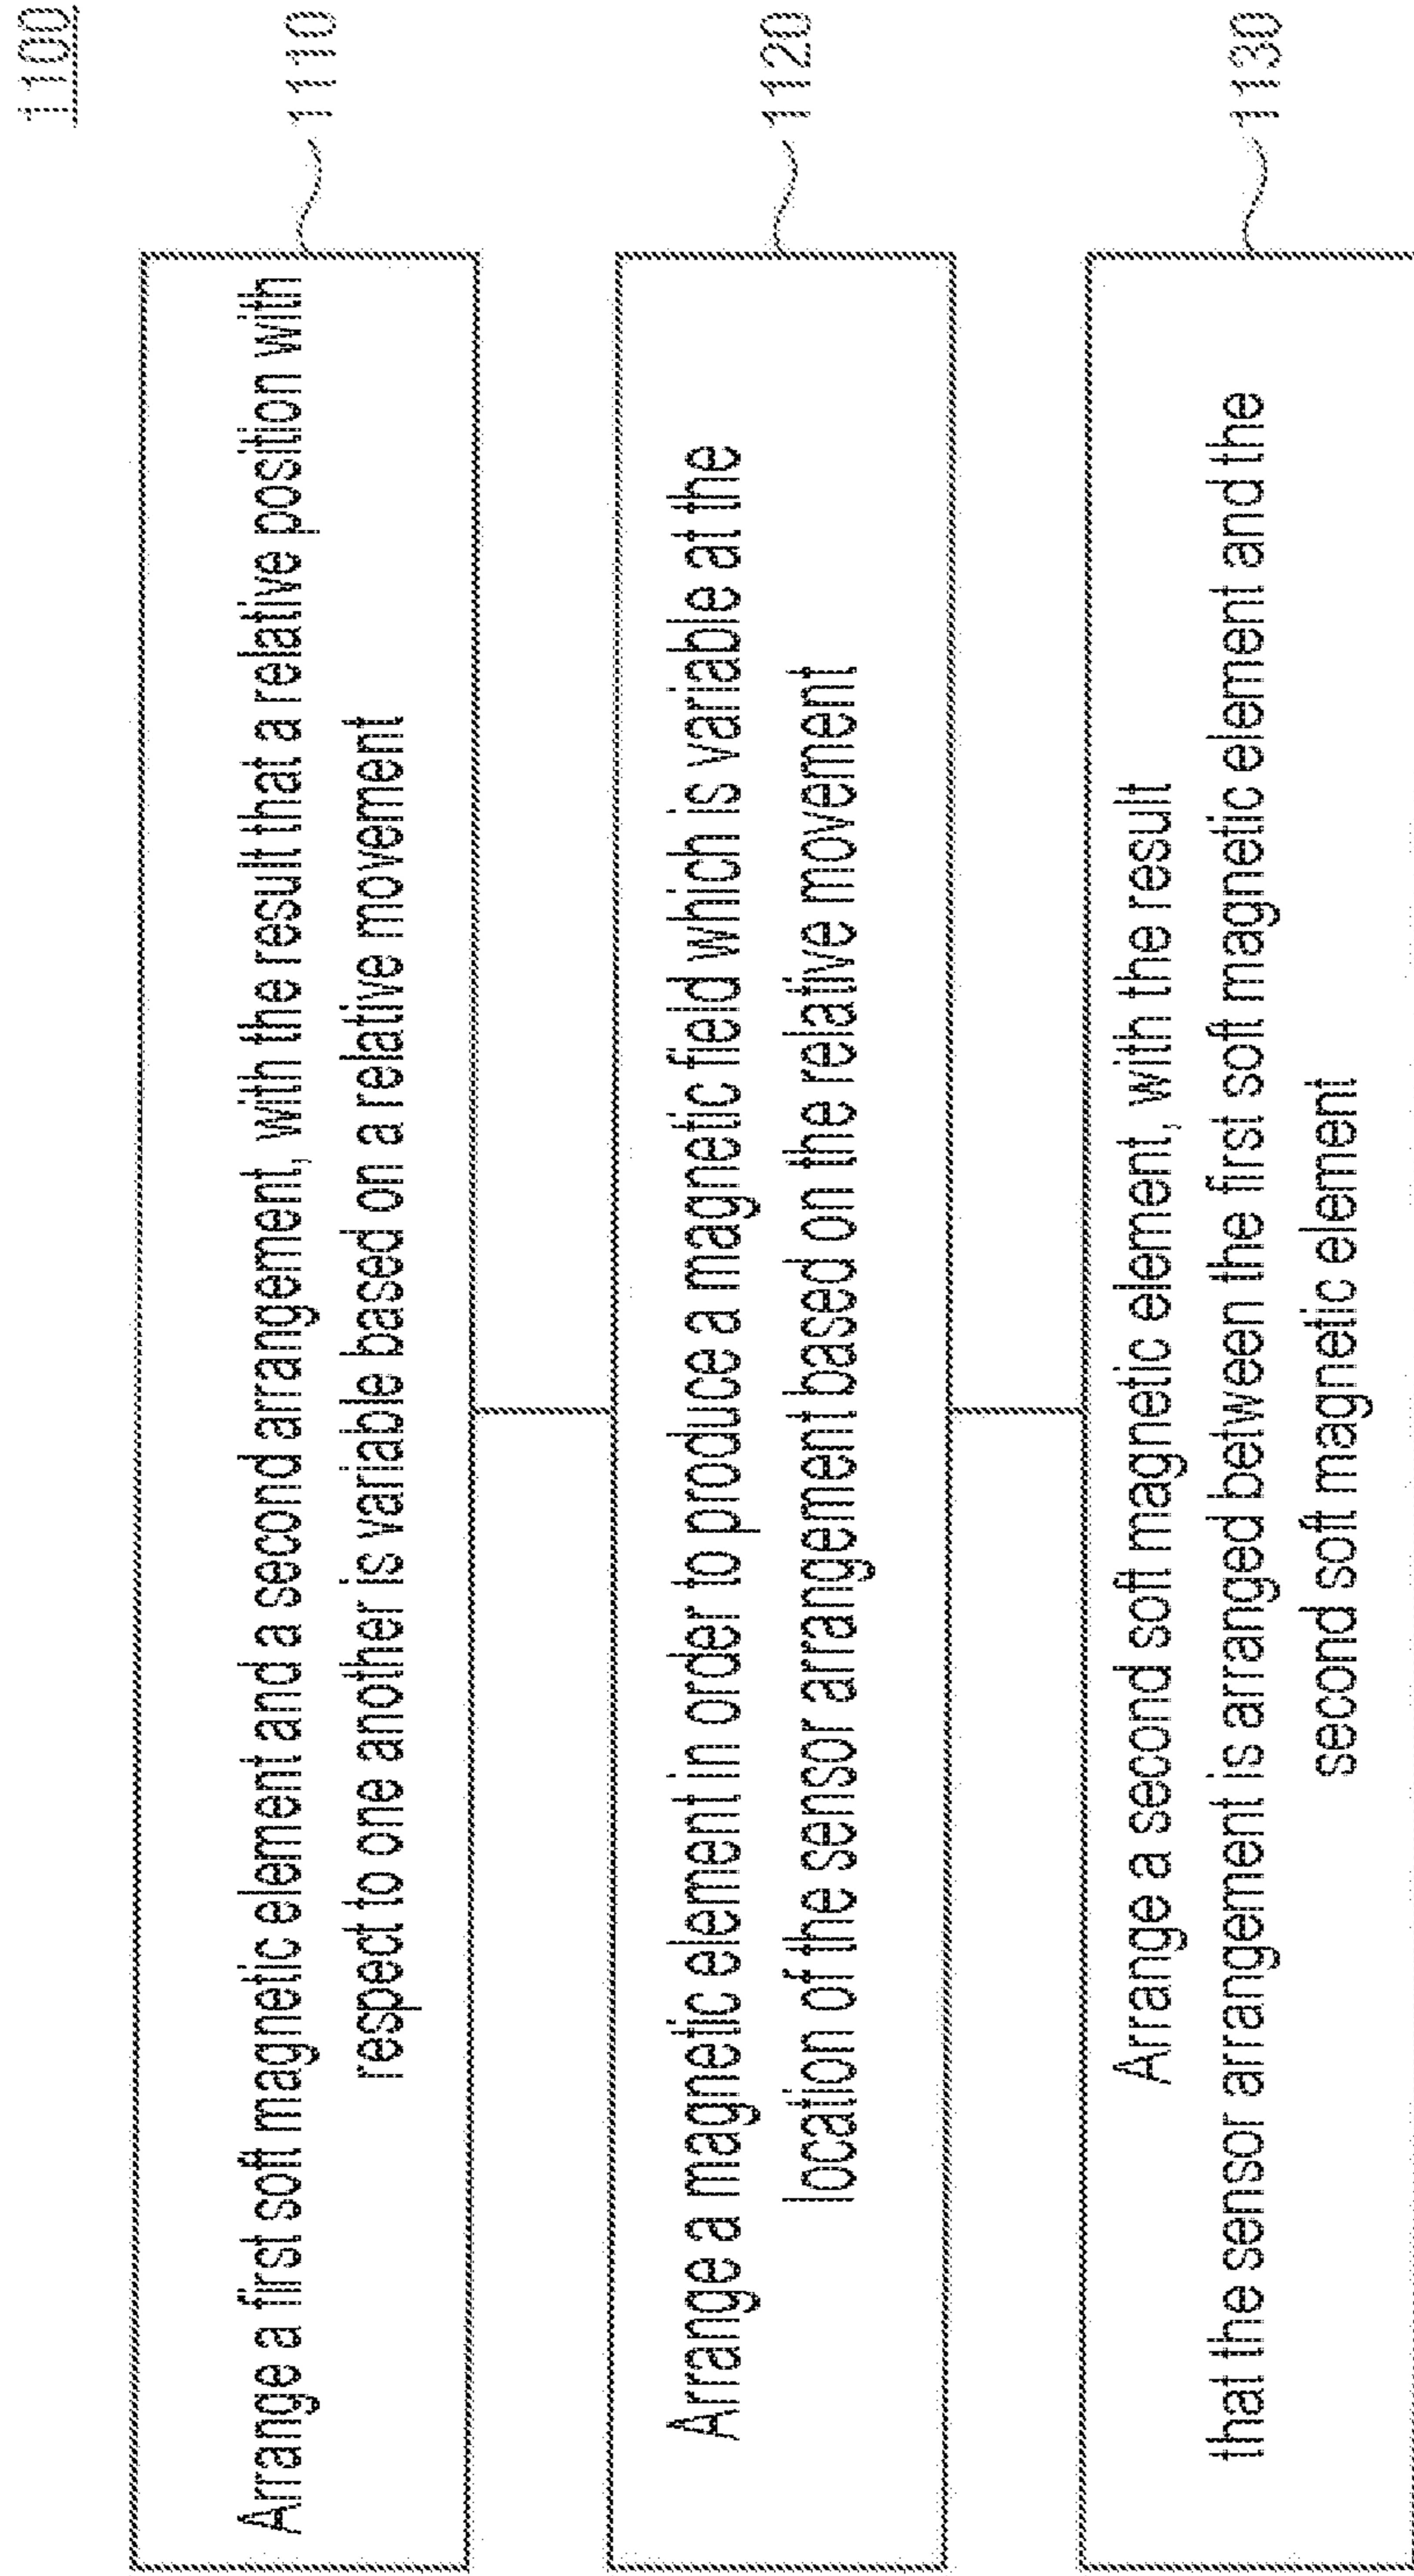 1100
Arrange a first soft magnetic element and a second arrangement, with the result that a relative position with
respect to one another is variable based on a relative movement
1110
Arrange a magnetic element in order to produce a magnetic field which is variable at the
location of the sensor arrangement based on the relative movement
1120
Arrange a second soft magnetic element, with the result
that the sensor arrangement is arranged between the first soft magnetic element and the
second soft magnetic element
1130